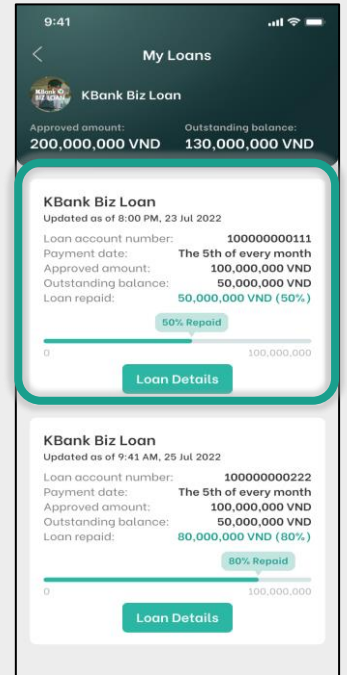 9:41
My Loans
KBank
BIZ LOAN
KBank Biz Loan
Approved amount: Outstanding balance:
200,000,000 VND 130,000,000 VND
KBank Biz Loan
Updated as of 8:00 PM, 23 Jul 2022
Loan account number: 100000000111
Payment date: The 5th of every month
Approved amount: 100,000,000 VND
Outstanding balance: 50,000,000 VND
Loan repaid: 50,000,000 VND (50%)
50% Repaid
0 100,000,000
Loan Details
KBank Biz Loan
Updated as of 9:41 AM, 25 Jul 2022
Loan account number: 100000000222
Payment date: The 5th of every month
Approved amount: 100,000,000 VND
Outstanding balance: 50,000,000 VND
Loan repaid: 80,000,000 VND (80%)
80% Repaid
0 100,000,000
Loan Details